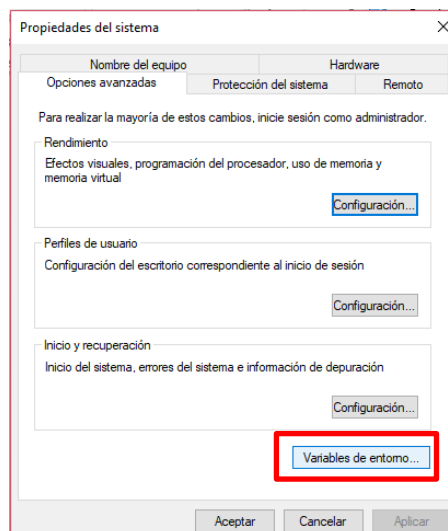 Propiedades del sistema
Nombre del equipo
Hardware
Opciones avanzadas
Protección del sistema
Remoto
Para realizar la mayoría de estos cambios, inicie sesión como administrador.
Rendimiento
Efectos visuales, programación del procesador, uso de memoria y
memoria virtual
Configuración...
Perfiles de usuario
Configuración del escritorio correspondiente al inicio de sesión
Configuración...
Inicio y recuperación
Inicio del sistema, errores del sistema e información de depuración
Configuración...
Variables de entorno...
Aceptar
Cancelar
Aplicar